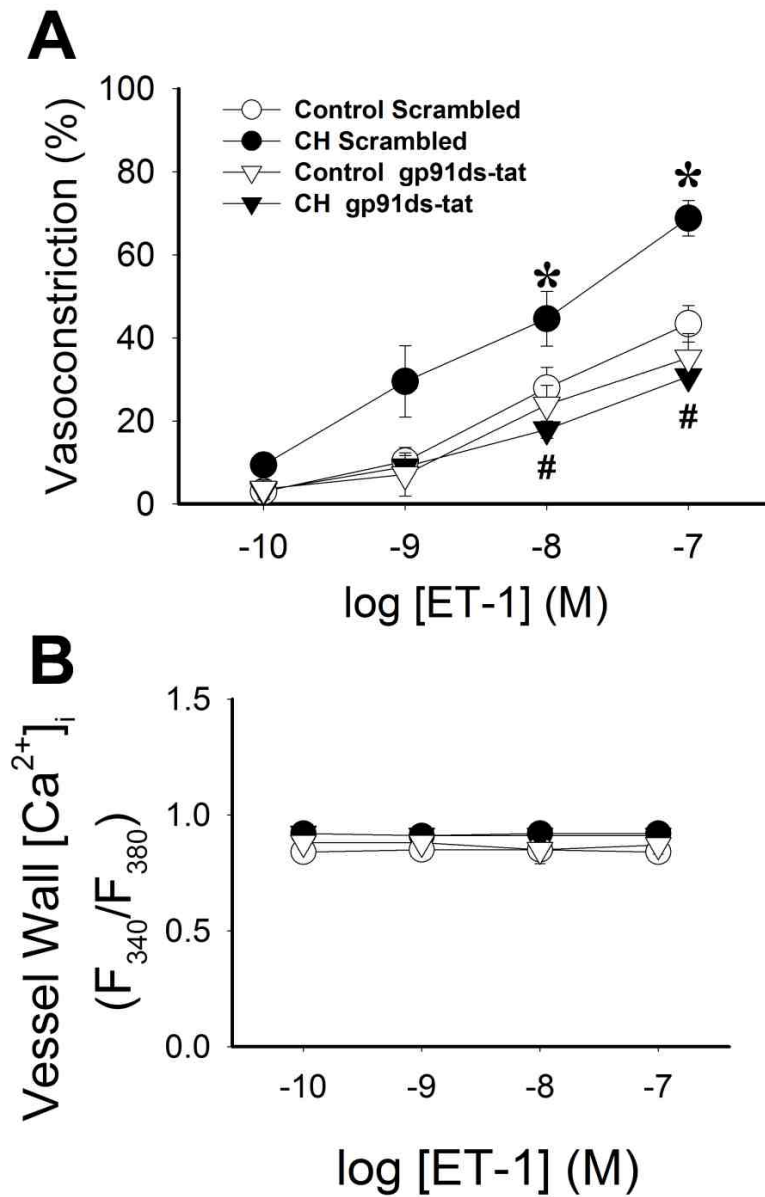 A
Vasoconstriction (%)
100
80
60
40
20
0
Control Scrambled
CH Scrambled
Control gp91ds-tat
CH gp91ds-tat
*
*
#
#
-10 -9 -8 -7
log [ET-1] (M)
B
Vessel Wall [Ca²⁺]ᵢ
(F₃₄₀/F₃₈₀)
1.5
1.0
0.5
0.0
-10 -9 -8 -7
log [ET-1] (M)